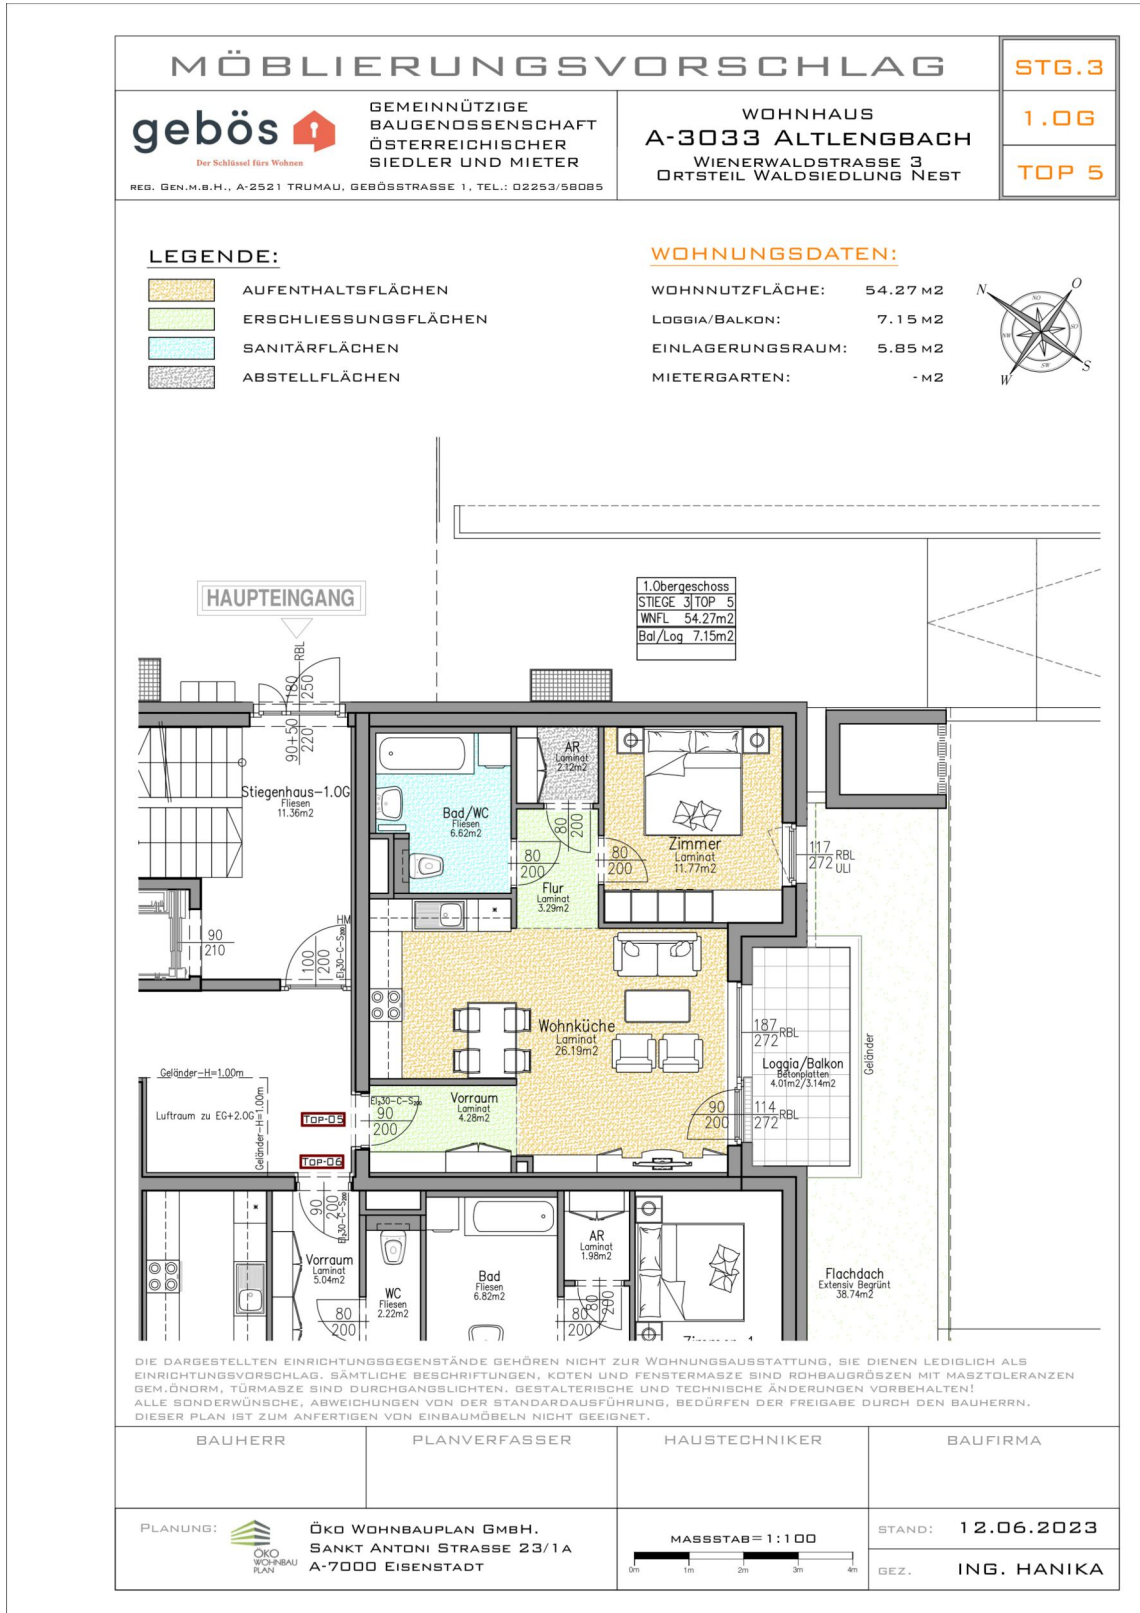 MÖBLIERUNGSVORSCHLAG
STG.3
1.OG
TOP 5
gebös
Der Schlüssel fürs Wohnen
GEMEINNÜTZIGE
BAUGENOSSENSCHAFT
ÖSTERREICHISCHER
SIEDLER UND MIETER
REG. GEN.M.B.H., A-2521 TRUMAU, GEBÖSSTRASSE 1, TEL.: 02253/58085
WOHNHAUS
A-3033 ALTLENGBACH
WIENERWALDSTRASSE 3
ORTSTEIL WALDSIEDLUNG NEST
LEGENDE:
AUFENTHALTSFLÄCHEN
ERSCHLIESSUNGSFLÄCHEN
SANITÄRFLÄCHEN
ABSTELLFLÄCHEN
WOHNUNGSDATEN:
WOHNNUTZFLÄCHE: 54.27 M2
LOGGIA/BALKON: 7.15 M2
EINLAGERUNGSRAUM: 5.85 M2
MIETERGARTEN: - M2
N
NO
O
SO
S
SW
W
NW
HAUPTEINGANG
1.Obergeschoss
STIEGE 3 TOP 5
WNFL 54.27m2
Bal/Log 7.15m2
RBL
180
250
90+50
220
Stiegenhaus-1.OG
Fliesen
11.36m2
Bad/WC
Fliesen
6.62m2
AR
Laminat
2.12m2
80
200
Zimmer
Laminat
11.77m2
80
200
80
200
117
272
RBL
ULI
Flur
Laminat
3.29m2
90
210
HM
100
200
EI₂30-C-S₂₀₀
Wohnküche
Laminat
26.19m2
187
272
RBL
Loggia/Balkon
Betonplatten
4.01m2/3.14m2
Geländer
Geländer-H=1.00m
Luftraum zu EG+2.OG
Geländer-H=1.00m
TOP-05
TOP-06
EI₂30-C-S₂₀₀
90
200
Vorraum
Laminat
4.28m2
90
200
114
272
RBL
90
200
EI₂30-C-S₂₀₀
Vorraum
Laminat
5.04m2
80
200
WC
Fliesen
2.22m2
Bad
Fliesen
6.82m2
AR
Laminat
1.98m2
80
200
80
200
Flachdach
Extensiv Begrünt
38.74m2
DIE DARGESTELLTEN EINRICHTUNGSGEGENSTÄNDE GEHÖREN NICHT ZUR WOHNUNGSAUSSTATTUNG, SIE DIENEN LEDIGLICH ALS
EINRICHTUNGSVORSCHLAG. SÄMTLICHE BESCHRIFTUNGEN, KOTEN UND FENSTERMASZE SIND ROHBAUGRÖSZEN MIT MASZTOLERANZEN
GEM.ÖNORM, TÜRMASZE SIND DURCHGANGSLICHTEN. GESTALTERISCHE UND TECHNISCHE ÄNDERUNGEN VORBEHALTEN!
ALLE SONDERWÜNSCHE, ABWEICHUNGEN VON DER STANDARDAUSFÜHRUNG, BEDÜRFEN DER FREIGABE DURCH DEN BAUHERRN.
DIESER PLAN IST ZUM ANFERTIGEN VON EINBAUMÖBELN NICHT GEEIGNET.
BAUHERR
PLANVERFASSER
HAUSTECHNIKER
BAUFIRMA
PLANUNG:
ÖKO
WOHNBAU
PLAN
ÖKO WOHNBAUPLAN GMBH.
SANKT ANTONI STRASSE 23/1A
A-7000 EISENSTADT
MASSSTAB=1:100
0m 1m 2m 3m 4m
STAND: 12.06.2023
GEZ. ING. HANIKA